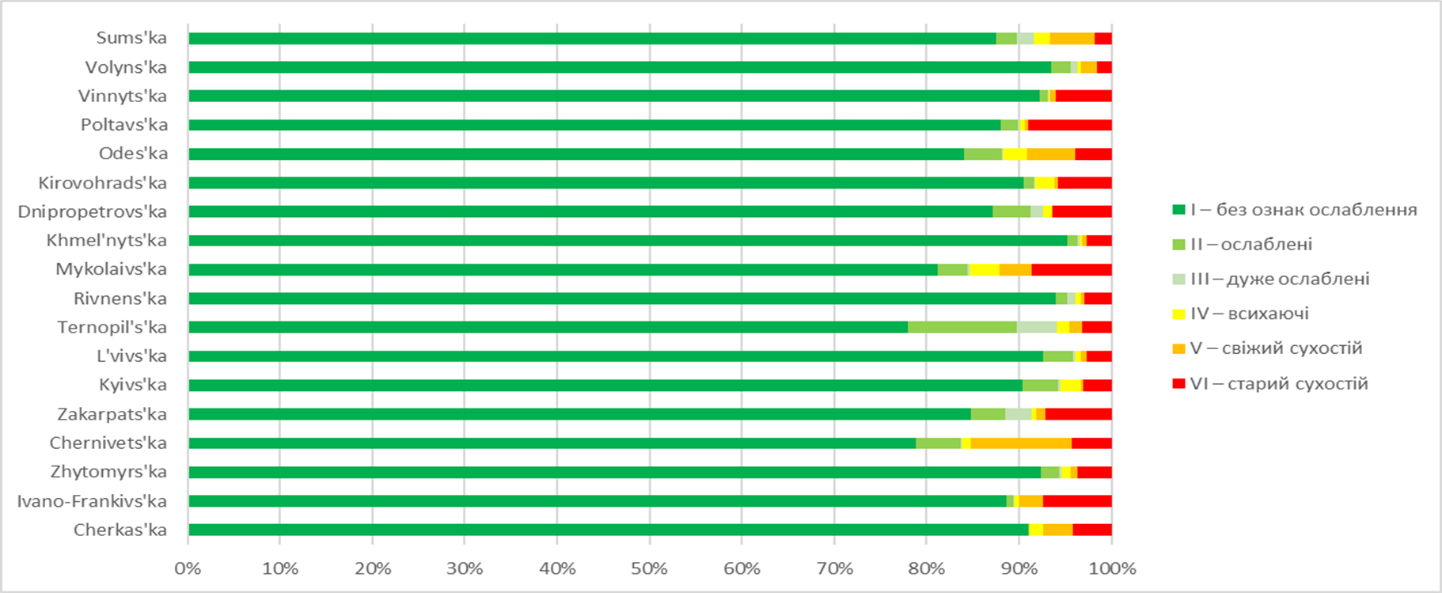 Sums'ka
Volyns'ka
Vinnyts'ka
Poltavs'ka
Odes'ka
Kirovohrads'ka
Dnipropetrovs'ka
Khmel'nyts'ka
Mykolaivs'ka
Rivnens'ka
Ternopil's'ka
L'vivs'ka
Kyivs'ka
Zakarpats'ka
Chernivets'ka
Zhytomyrs'ka
Ivano-Frankivs'ka
Cherkas'ka
0% 10% 20% 30% 40% 50% 60% 70% 80% 90% 100%
I – без ознак ослаблення
II – ослаблені
III – дуже ослаблені
IV – всихаючі
V – свіжий сухостій
VI – старий сухостій